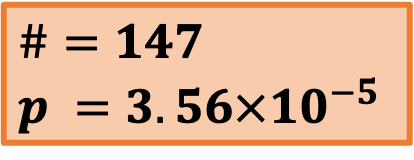 # = 147
p = 3.56×10⁻⁵